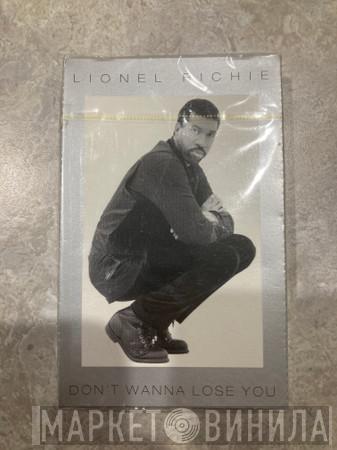 LIONEL RICHIE
DON'T WANNA LOSE YOU
МАРКЕТ ВИНИЛА